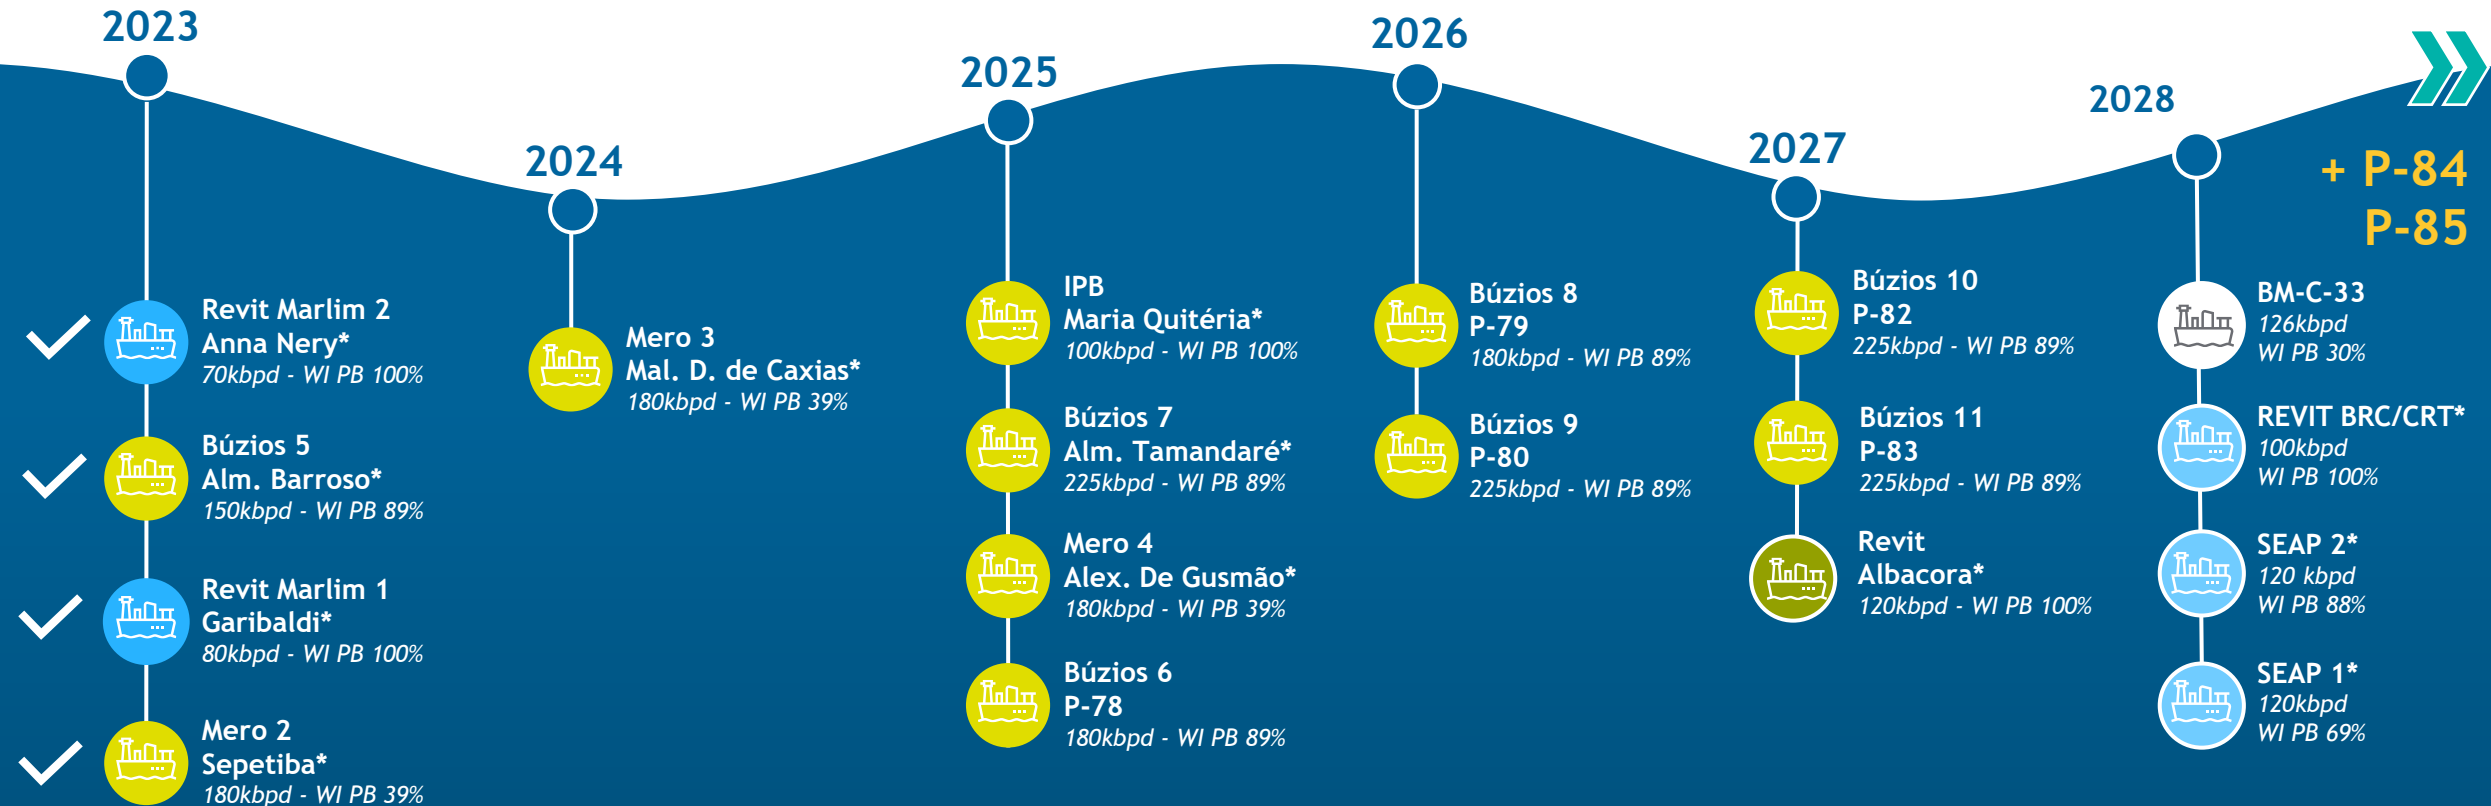 2023
Revit Marlim 2
Anna Nery*
70kbpd - WI PB 100%
Búzios 5
Alm. Barroso*
150kbpd - WI PB 89%
Revit Marlim 1
Garibaldi*
80kbpd - WI PB 100%
Mero 2
Sepetiba*
180kbpd - WI PB 39%
2024
Mero 3
Mal. D. de Caxias*
180kbpd - WI PB 39%
2025
IPB
Maria Quitéria*
100kbpd - WI PB 100%
Búzios 7
Alm. Tamandaré*
225kbpd - WI PB 89%
Mero 4
Alex. De Gusmão*
180kbpd - WI PB 39%
Búzios 6
P-78
180kbpd - WI PB 89%
2026
Búzios 8
P-79
180kbpd - WI PB 89%
Búzios 9
P-80
225kbpd - WI PB 89%
2027
Búzios 10
P-82
225kbpd - WI PB 89%
Búzios 11
P-83
225kbpd - WI PB 89%
Revit
Albacora*
120kbpd - WI PB 100%
2028
BM-C-33
126kbpd
WI PB 30%
REVIT BRC/CRT*
100kbpd
WI PB 100%
SEAP 2*
120 kbpd
WI PB 88%
SEAP 1*
120kbpd
WI PB 69%
+ P-84
P-85